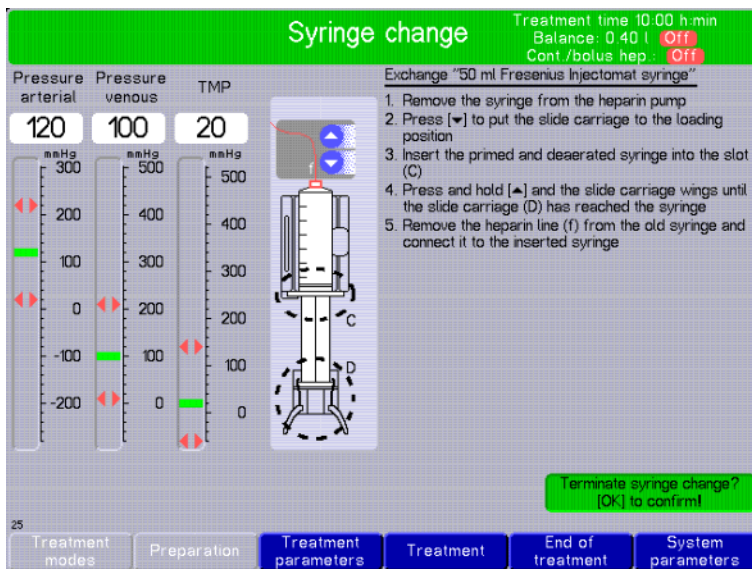 Syringe change
Treatment time 10:00 h:min
Balance: 0.40 l Off
Cont./bolus hep.: Off
Pressure arterial
Pressure venous
TMP
120
100
20
mmHg
300
200
100
0
-100
-200
mmHg
500
400
300
200
100
0
mmHg
500
400
300
200
100
0
C
D
Exchange "50 ml Fresenius Injectomat syringe"
1. Remove the syringe from the heparin pump
2. Press [▼] to put the slide carriage to the loading
position
3. Insert the primed and deaerated syringe into the slot
(C)
4. Press and hold [▲] and the slide carriage wings until
the slide carriage (D) has reached the syringe
5. Remove the heparin line (f) from the old syringe and
connect it to the inserted syringe
Terminate syringe change?
[OK] to confirm!
25
Treatment
modes
Preparation
Treatment
parameters
Treatment
End of
treatment
System
parameters